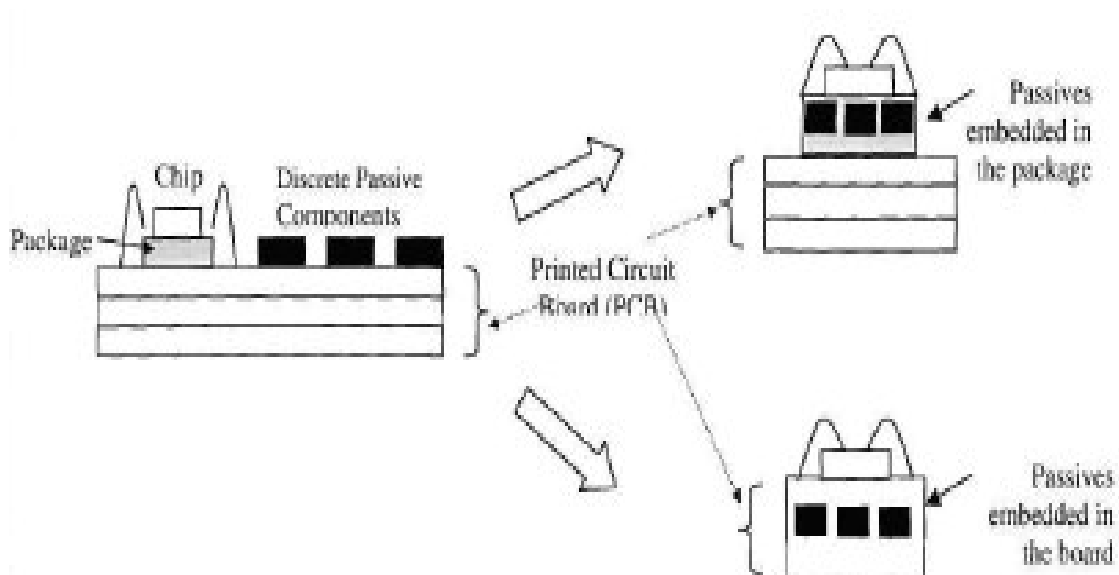 Chip
Package
Discrete Passive
Components
Printed Circuit
Board (PCB)
Passives
embedded in
the package
Passives
embedded in
the board